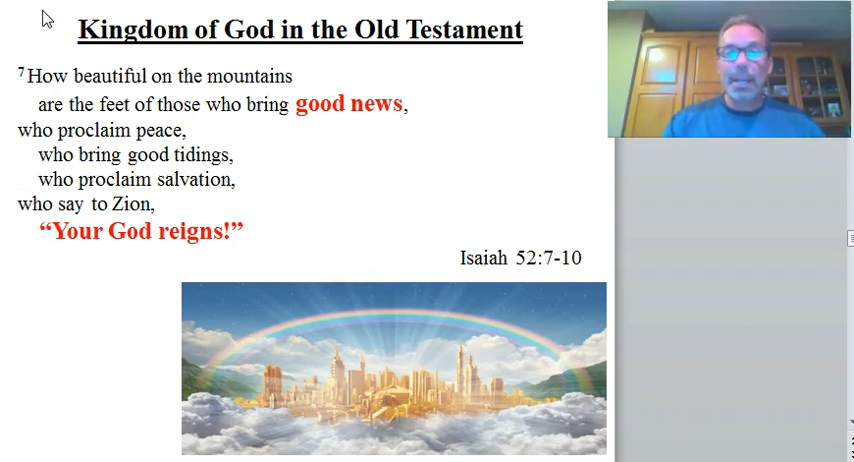 Kingdom of God in the Old Testament
7 How beautiful on the mountains
are the feet of those who bring good news,
who proclaim peace,
who bring good tidings,
who proclaim salvation,
who say to Zion,
“Your God reigns!”
Isaiah 52:7-10